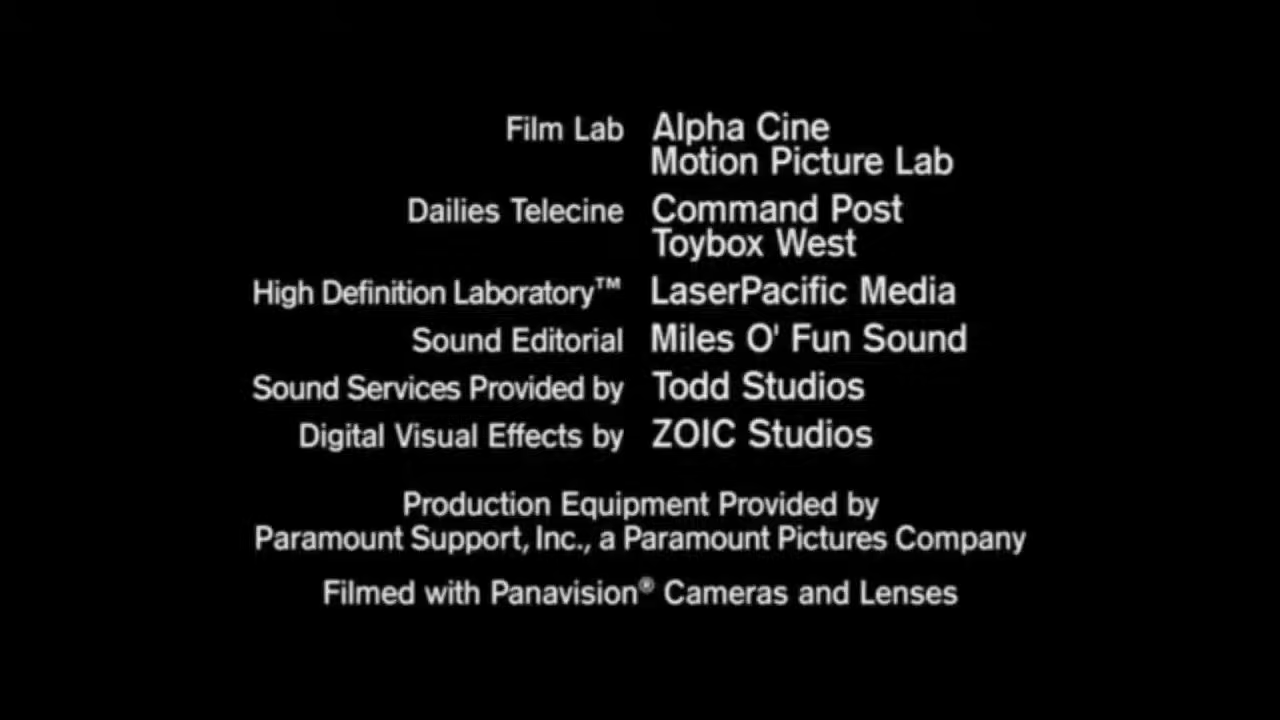 Film Lab Alpha Cine
Motion Picture Lab
Dailies Telecine Command Post
Toybox West
High Definition Laboratory™ LaserPacific Media
Sound Editorial Miles O' Fun Sound
Sound Services Provided by Todd Studios
Digital Visual Effects by ZOIC Studios
Production Equipment Provided by
Paramount Support, Inc., a Paramount Pictures Company
Filmed with Panavision® Cameras and Lenses